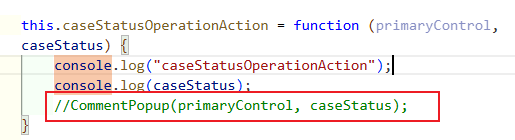 this.caseStatusOperationAction = function (primaryControl,
caseStatus) {
console.log("caseStatusOperationAction");
console.log(caseStatus);
//CommentPopup(primaryControl, caseStatus);
}